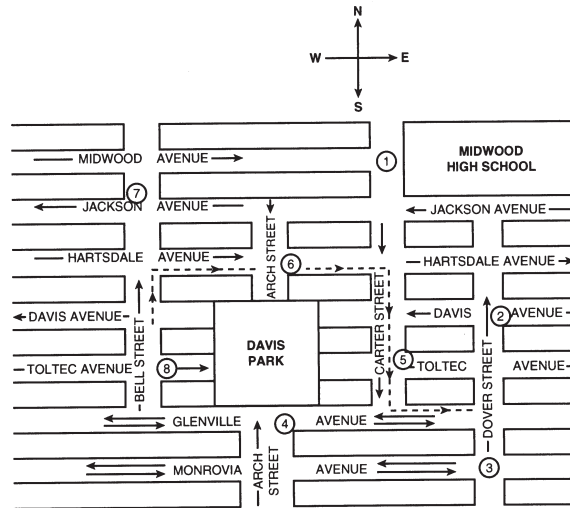 N
W E
S
1
MIDWOOD HIGH SCHOOL
MIDWOOD AVENUE
7
JACKSON AVENUE
JACKSON AVENUE
ARCH STREET
HARTSDALE AVENUE
6
HARTSDALE AVENUE
CARTER STREET
DAVIS AVENUE
DAVIS AVENUE
2
BELL STREET
DAVIS
PARK
5
TOLTEC AVENUE
8
TOLTEC AVENUE
DOVER STREET
GLENVILLE AVENUE
4
MONROVIA AVENUE
ARCH
STREET
3